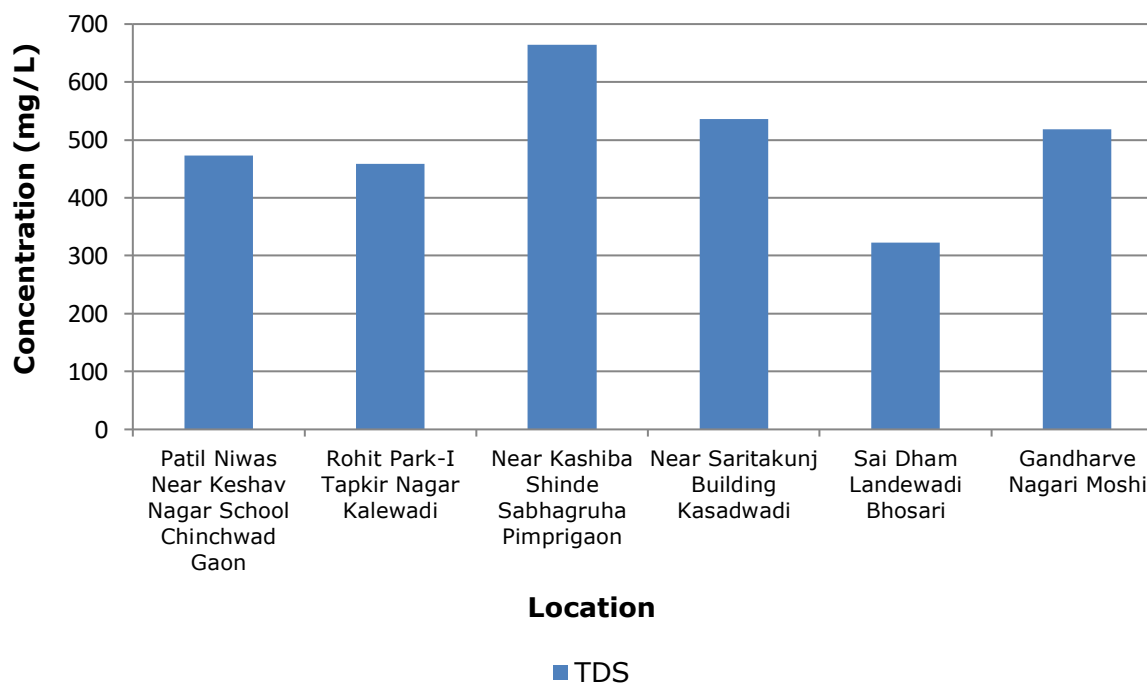 Concentration (mg/L)
700
600
500
400
300
200
100
0
Patil Niwas
Near Keshav
Nagar School
Chinchwad
Gaon
Rohit Park-I
Tapkir Nagar
Kalewadi
Near Kashiba
Shinde
Sabhagruha
Pimprigaon
Near Saritakunj
Building
Kasadwadi
Sai Dham
Landewadi
Bhosari
Gandharve
Nagari Moshi
Location
TDS